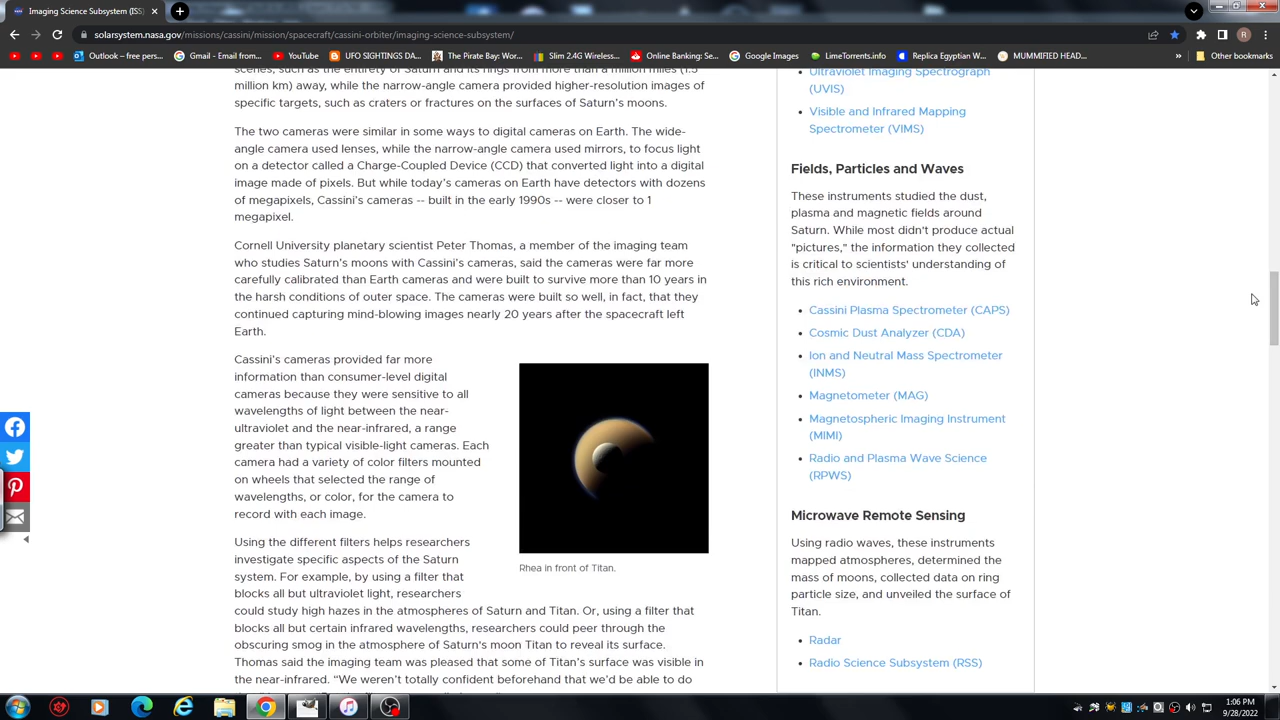 Imaging Science Subsystem (ISS
solarsystem.nasa.gov/missions/cassini/mission/spacecraft/cassini-orbiter/imaging-science-subsystem/
R
Outlook – free pers...
Gmail - Email from...
YouTube
UFO SIGHTINGS DA...
The Pirate Bay: Wor...
Slim 2.4G Wireless...
Online Banking: Se...
Google Images
LimeTorrents.info
Replica Egyptian W...
MUMMIFIED HEAD...
»
Other bookmarks
scenes, such as the entirety of Saturn and its rings from more than a million miles (1.5
million km) away, while the narrow-angle camera provided higher-resolution images of
specific targets, such as craters or fractures on the surfaces of Saturn's moons.
The two cameras were similar in some ways to digital cameras on Earth. The wide-
angle camera used lenses, while the narrow-angle camera used mirrors, to focus light
on a detector called a Charge-Coupled Device (CCD) that converted light into a digital
image made of pixels. But while today's cameras on Earth have detectors with dozens
of megapixels, Cassini's cameras -- built in the early 1990s -- were closer to 1
megapixel.
Cornell University planetary scientist Peter Thomas, a member of the imaging team
who studies Saturn's moons with Cassini's cameras, said the cameras were far more
carefully calibrated than Earth cameras and were built to survive more than 10 years in
the harsh conditions of outer space. The cameras were built so well, in fact, that they
continued capturing mind-blowing images nearly 20 years after the spacecraft left
Earth.
Cassini's cameras provided far more
information than consumer-level digital
cameras because they were sensitive to all
wavelengths of light between the near-
ultraviolet and the near-infrared, a range
greater than typical visible-light cameras. Each
camera had a variety of color filters mounted
on wheels that selected the range of
wavelengths, or color, for the camera to
record with each image.
Rhea in front of Titan.
Using the different filters helps researchers
investigate specific aspects of the Saturn
system. For example, by using a filter that
blocks all but ultraviolet light, researchers
could study high hazes in the atmospheres of Saturn and Titan. Or, using a filter that
blocks all but certain infrared wavelengths, researchers could peer through the
obscuring smog in the atmosphere of Saturn's moon Titan to reveal its surface.
Thomas said the imaging team was pleased that some of Titan's surface was visible in
the near-infrared. "We weren't totally confident beforehand that we'd be able to do
Ultraviolet Imaging Spectrograph
(UVIS)
Visible and Infrared Mapping
Spectrometer (VIMS)
Fields, Particles and Waves
These instruments studied the dust,
plasma and magnetic fields around
Saturn. While most didn't produce actual
"pictures," the information they collected
is critical to scientists' understanding of
this rich environment.
Cassini Plasma Spectrometer (CAPS)
Cosmic Dust Analyzer (CDA)
Ion and Neutral Mass Spectrometer
(INMS)
Magnetometer (MAG)
Magnetospheric Imaging Instrument
(MIMI)
Radio and Plasma Wave Science
(RPWS)
Microwave Remote Sensing
Using radio waves, these instruments
mapped atmospheres, determined the
mass of moons, collected data on ring
particle size, and unveiled the surface of
Titan.
Radar
Radio Science Subsystem (RSS)
1:06 PM
9/28/2022